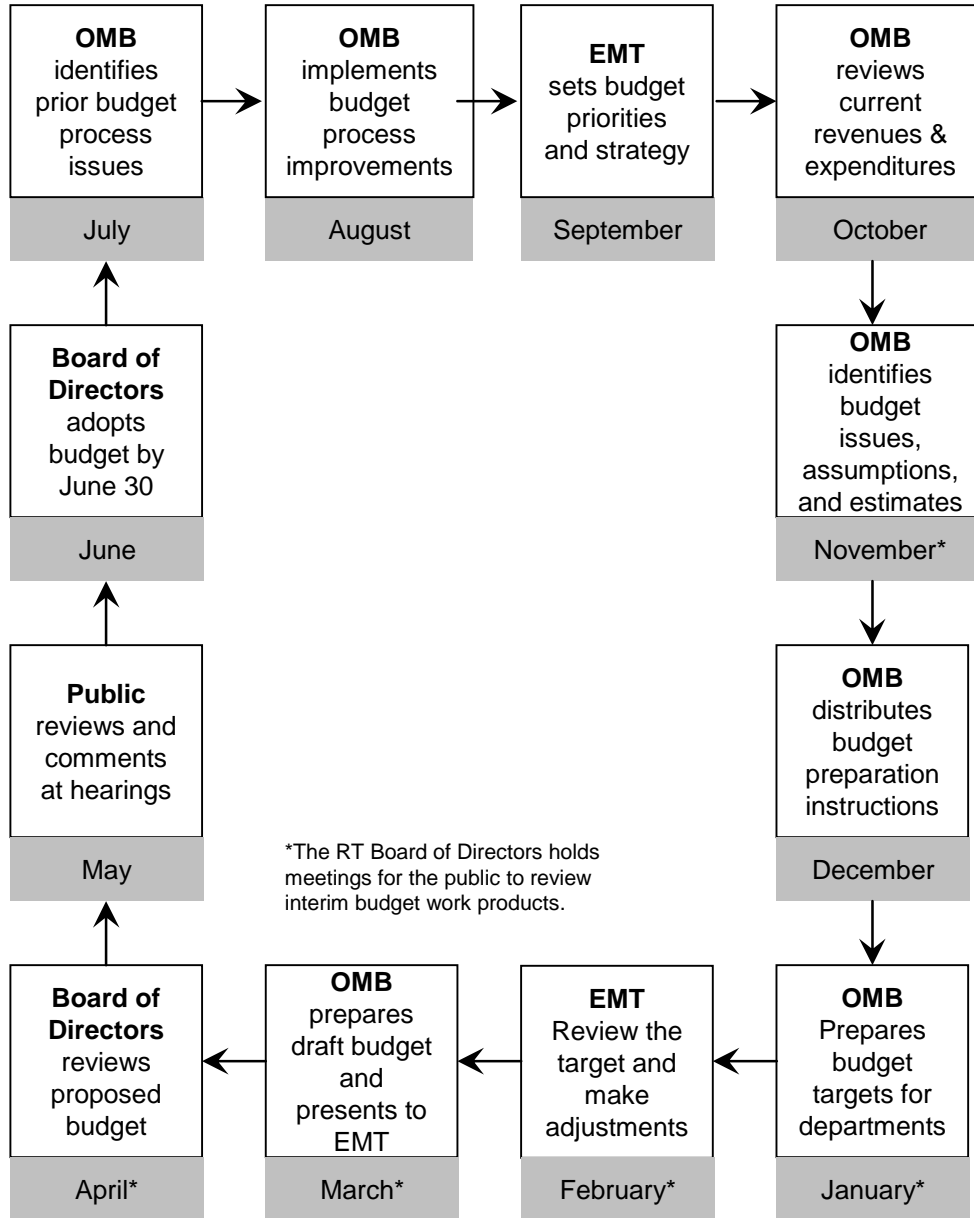 OMB
identifies
prior budget
process
issues
July
OMB
implements
budget
process
improvements
August
EMT
sets budget
priorities
and strategy
September
OMB
reviews
current
revenues &
expenditures
October
OMB
identifies
budget
issues,
assumptions,
and estimates
November*
OMB
distributes
budget
preparation
instructions
December
OMB
Prepares
budget
targets for
departments
January*
EMT
Review the
target and
make
adjustments
February*
OMB
prepares
draft budget
and
presents to
EMT
March*
Board of
Directors
reviews
proposed
budget
April*
Public
reviews and
comments
at hearings
May
Board of
Directors
adopts
budget by
June 30
June
*The RT Board of Directors holds
meetings for the public to review
interim budget work products.